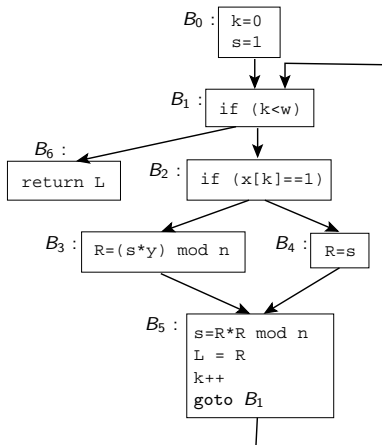 B0 :
k=0
s=1
B1 :
if (k<w)
B6 :
return L
B2 :
if (x[k]==1)
B3 :
R=(s*y) mod n
B4 :
R=s
B5 :
s=R*R mod n
L = R
k++
goto B1